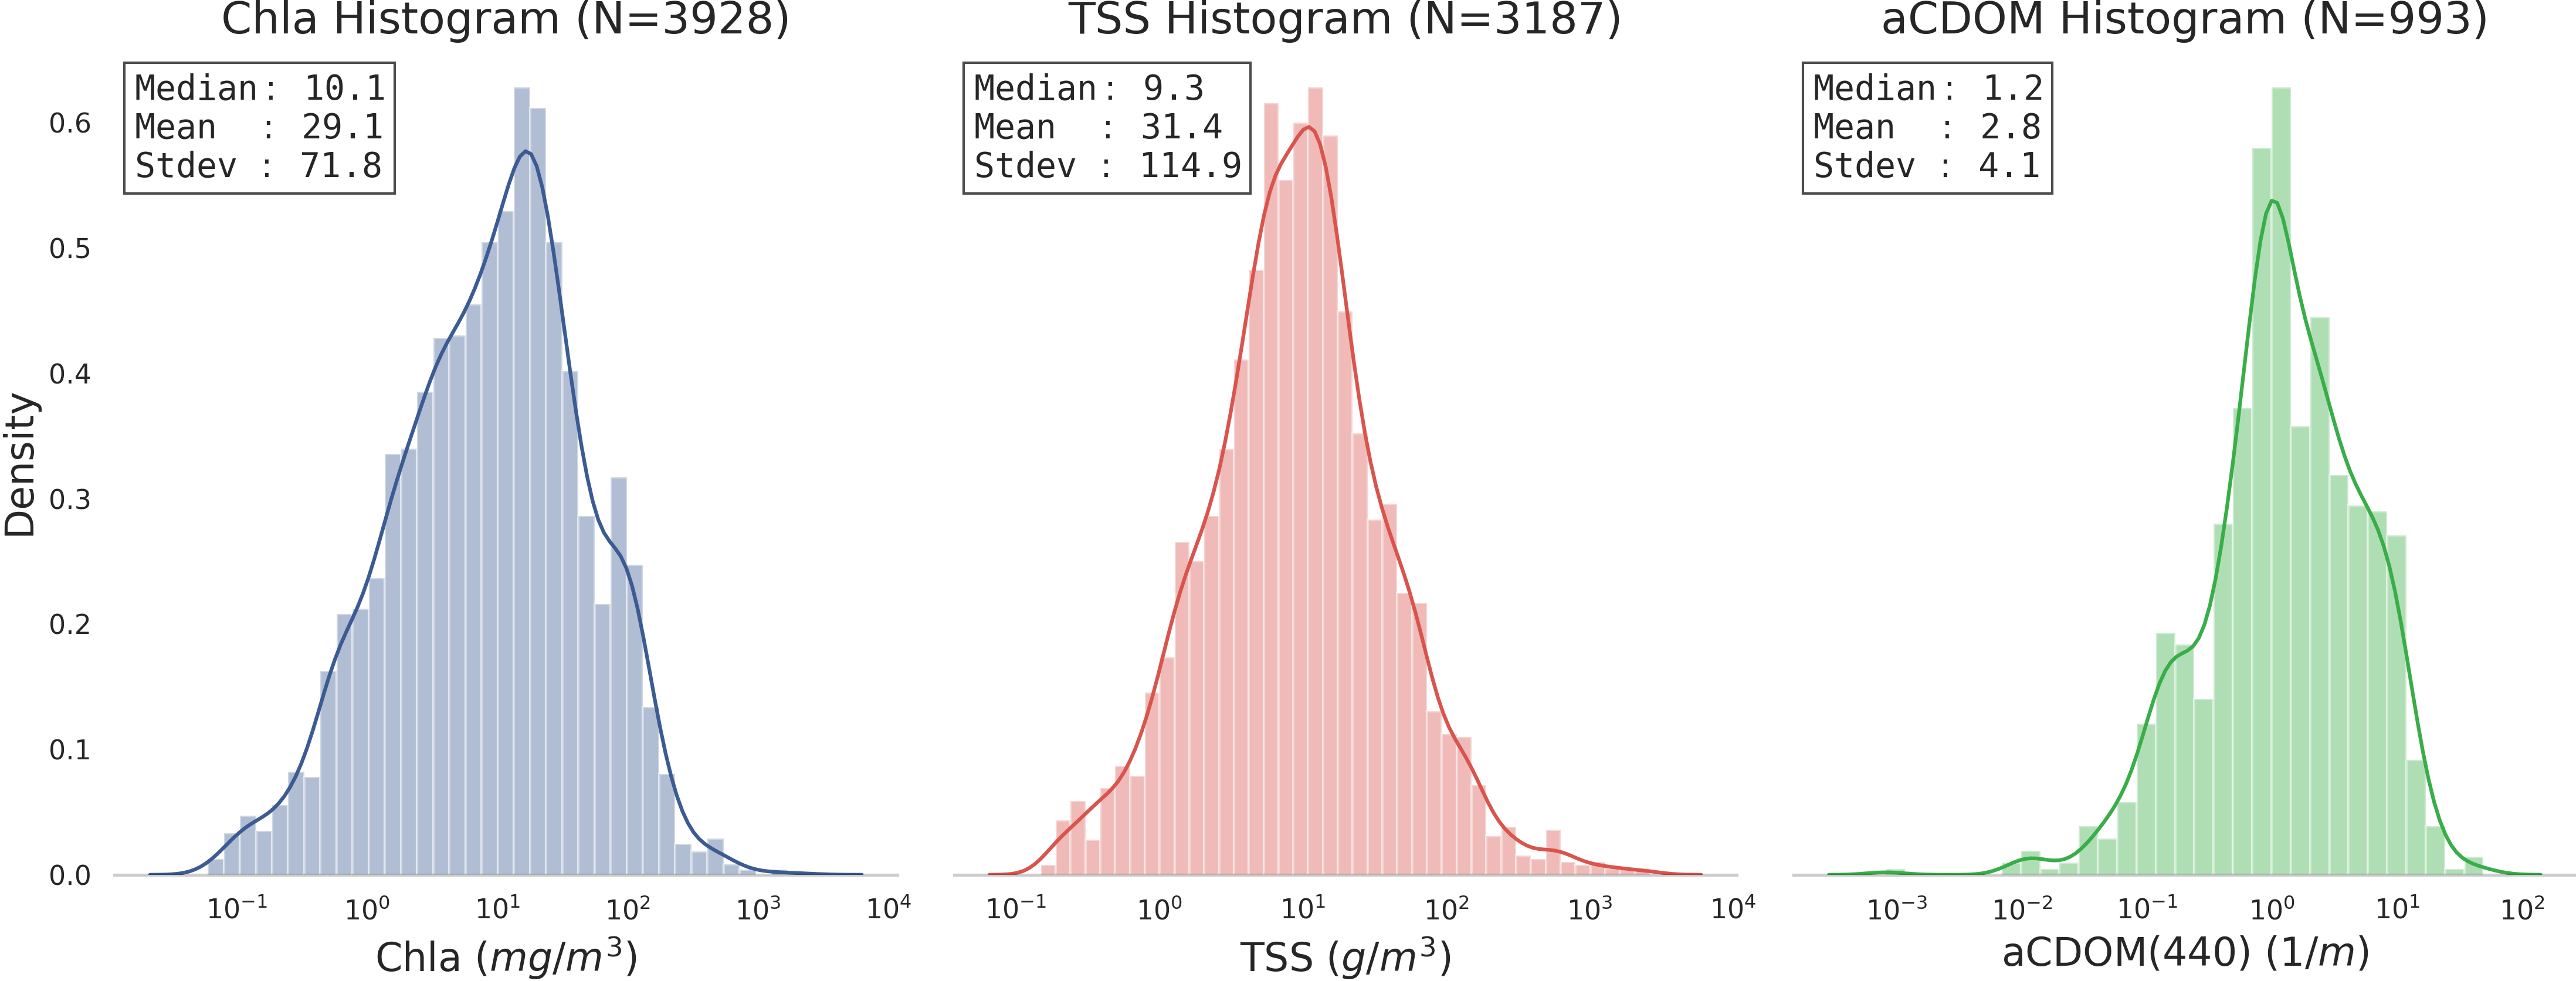 Chla Histogram (N=3928)
Median: 10.1
Mean : 29.1
Stdev : 71.8
Density
0.6
0.5
0.4
0.3
0.2
0.1
0.0
10⁻¹ 10⁰ 10¹ 10² 10³ 10⁴
Chla (mg/m³)
TSS Histogram (N=3187)
Median: 9.3
Mean : 31.4
Stdev : 114.9
10⁻¹ 10⁰ 10¹ 10² 10³ 10⁴
TSS (g/m³)
aCDOM Histogram (N=993)
Median: 1.2
Mean : 2.8
Stdev : 4.1
10⁻³ 10⁻² 10⁻¹ 10⁰ 10¹ 10²
aCDOM(440) (1/m)